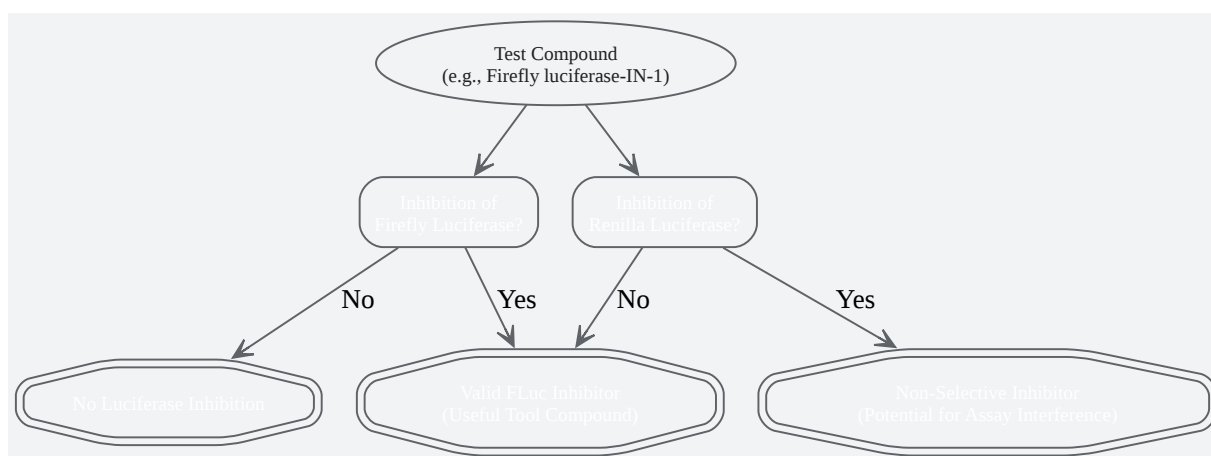 Test Compound
(e.g., Firefly luciferase-IN-1)
Inhibition of
Firefly Luciferase?
Inhibition of
Renilla Luciferase?
No
Yes
No
Yes
No Luciferase Inhibition
Valid FLuc Inhibitor
(Useful Tool Compound)
Non-Selective Inhibitor
(Potential for Assay Interference)